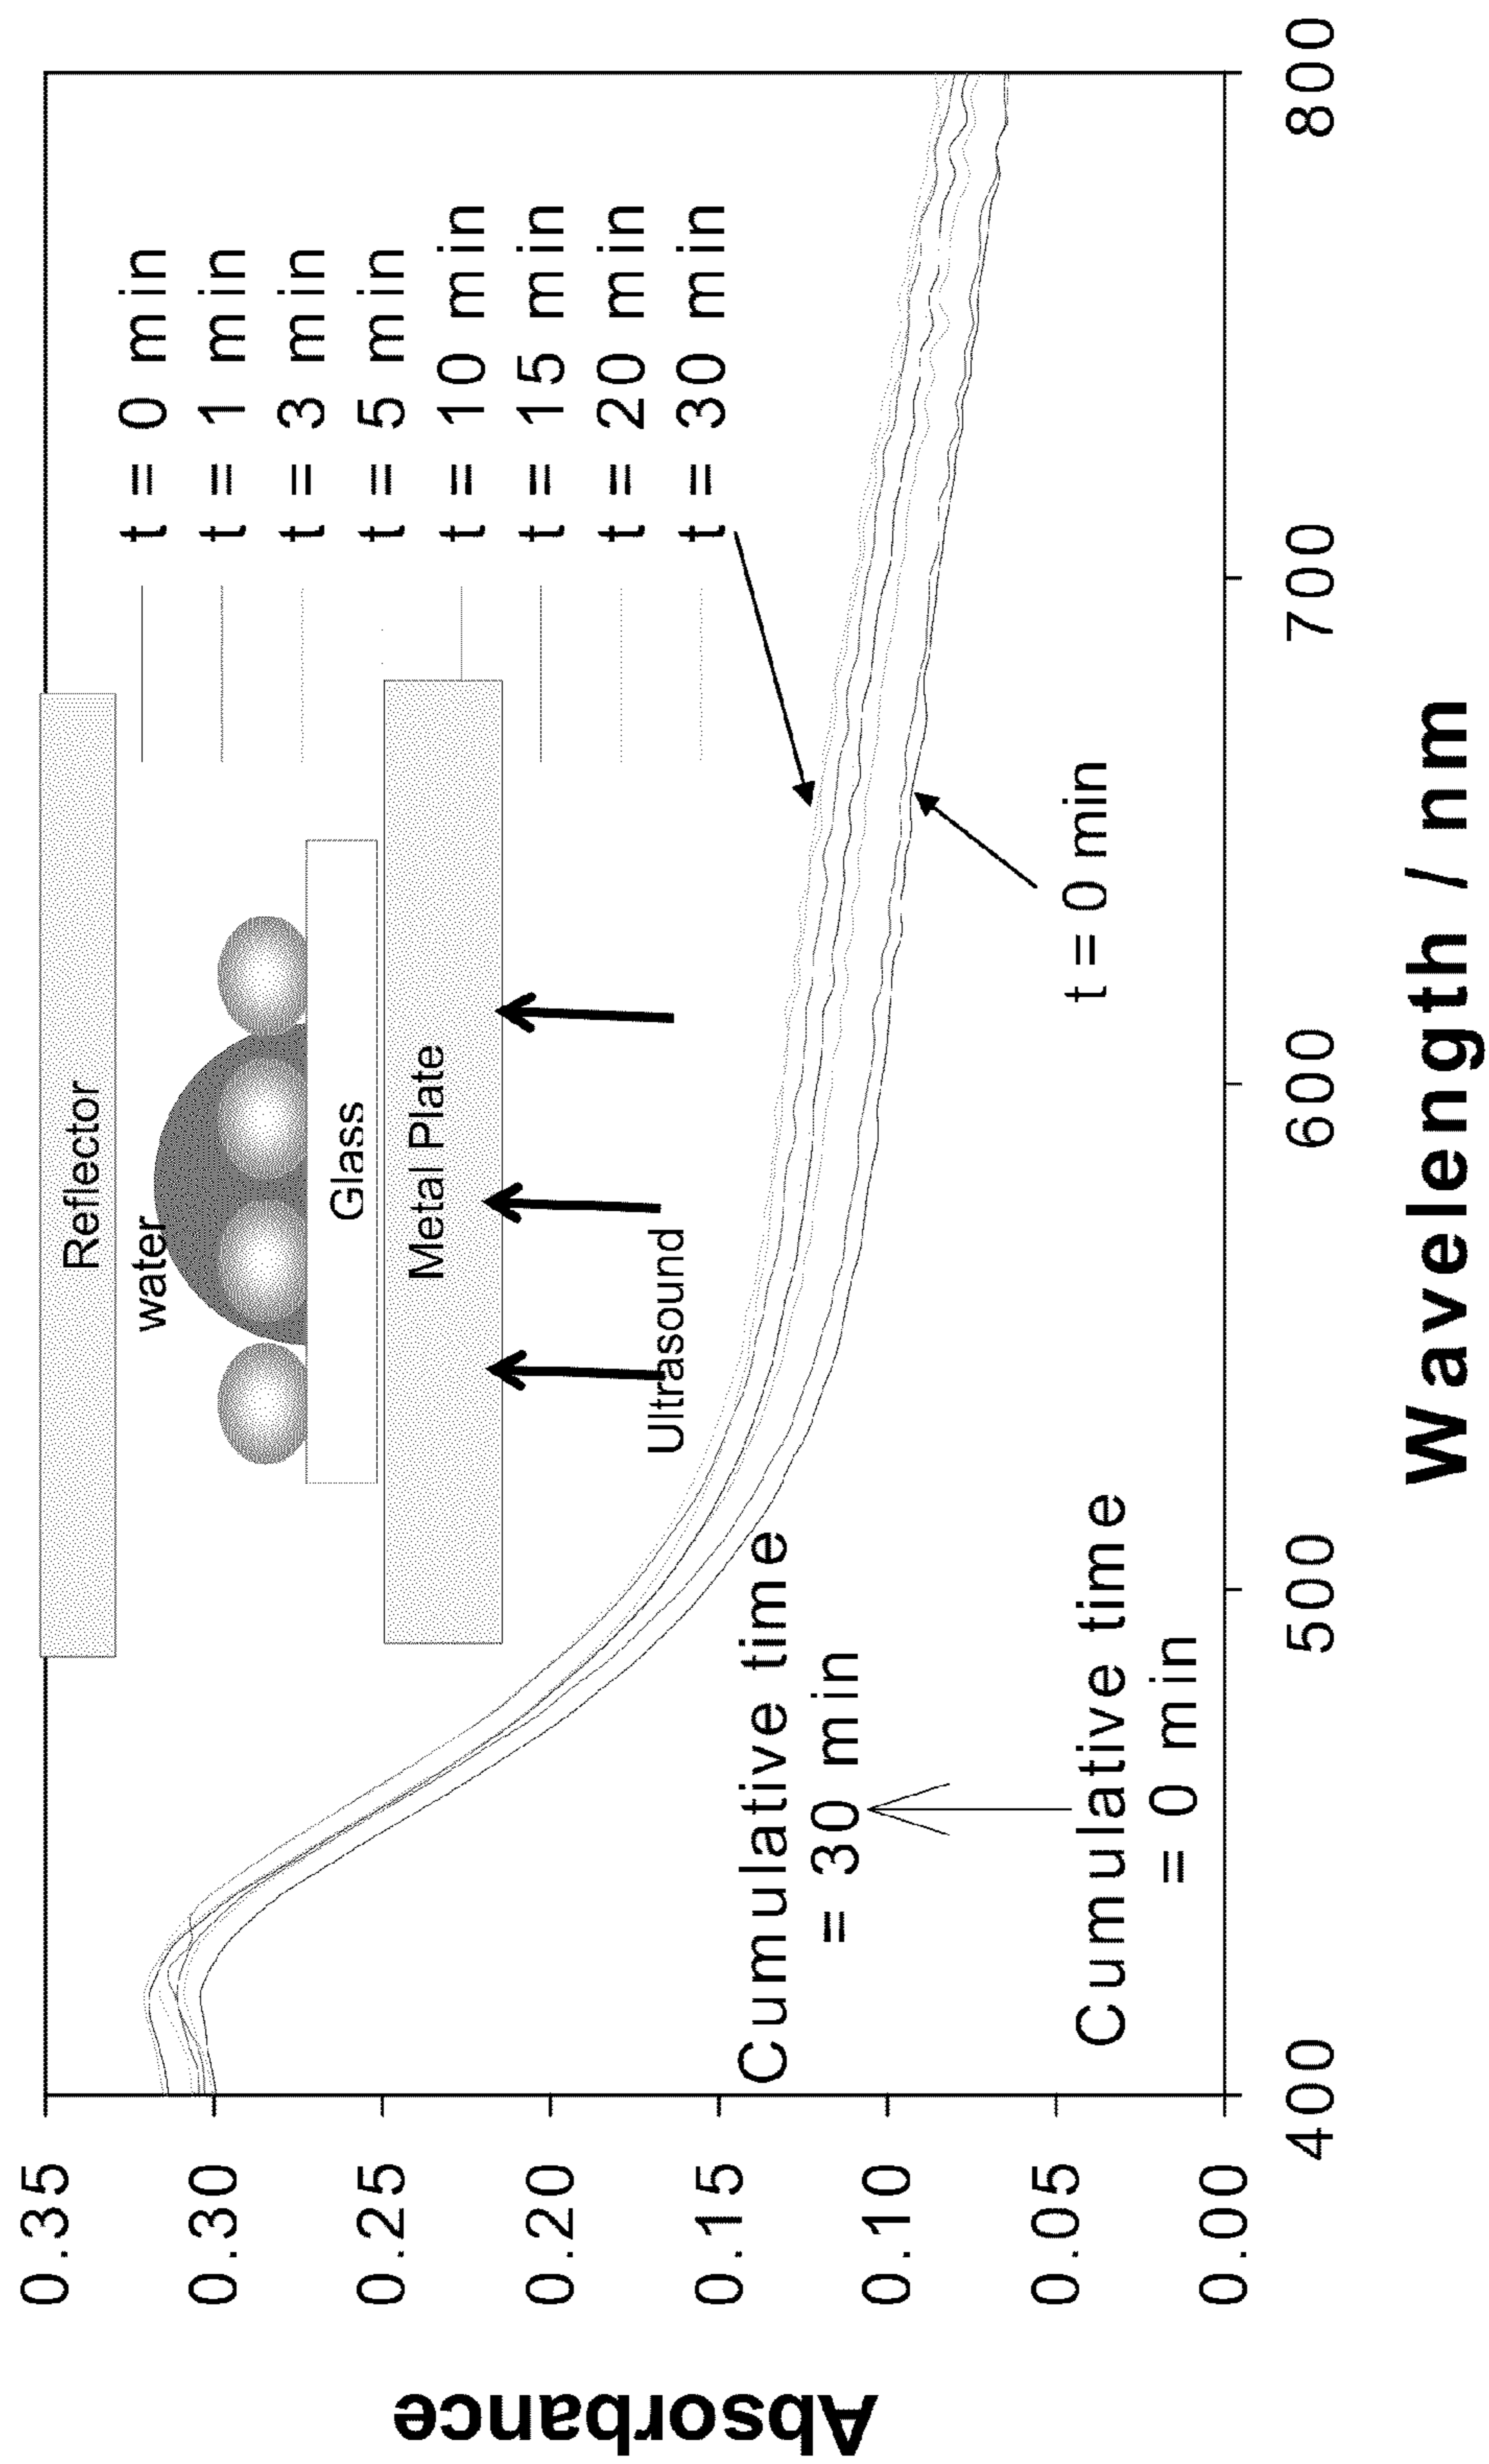 Absorbance
0.35
0.30
0.25
0.20
0.15
0.10
0.05
0.00
Reflector
water
Glass
Metal Plate
Ultrasound
t = 0 min
t = 1 min
t = 3 min
t = 5 min
t = 10 min
t = 15 min
t = 20 min
t = 30 min
Cumulative time
= 30 min
Cumulative time
= 0 min
t = 0 min
400
500
600
700
800
Wavelength / nm